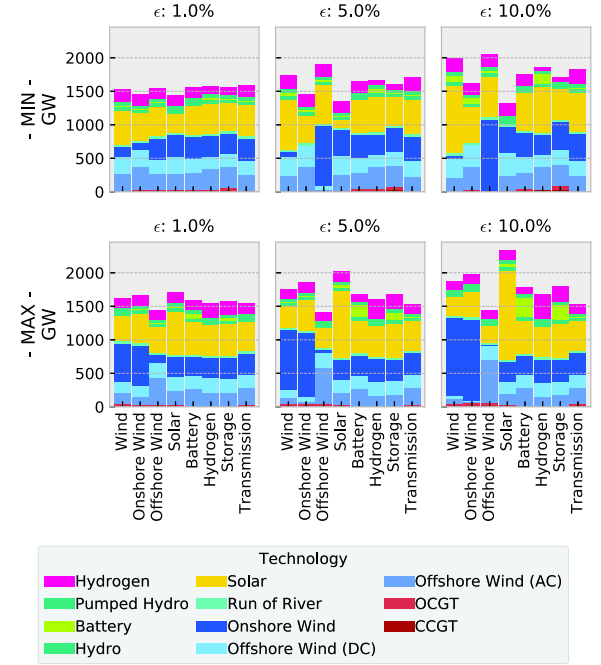 ϵ: 1.0% ϵ: 5.0% ϵ: 10.0%
- MIN -
GW
2000
1500
1000
500
0
ϵ: 1.0% ϵ: 5.0% ϵ: 10.0%
- MAX -
GW
2000
1500
1000
500
0
Wind
Onshore Wind
Offshore Wind
Solar
Battery
Hydrogen
Storage
Transmission
Wind
Onshore Wind
Offshore Wind
Solar
Battery
Hydrogen
Storage
Transmission
Wind
Onshore Wind
Offshore Wind
Solar
Battery
Hydrogen
Storage
Transmission
Technology
Hydrogen
Pumped Hydro
Battery
Hydro
Solar
Run of River
Onshore Wind
Offshore Wind (DC)
Offshore Wind (AC)
OCGT
CCGT